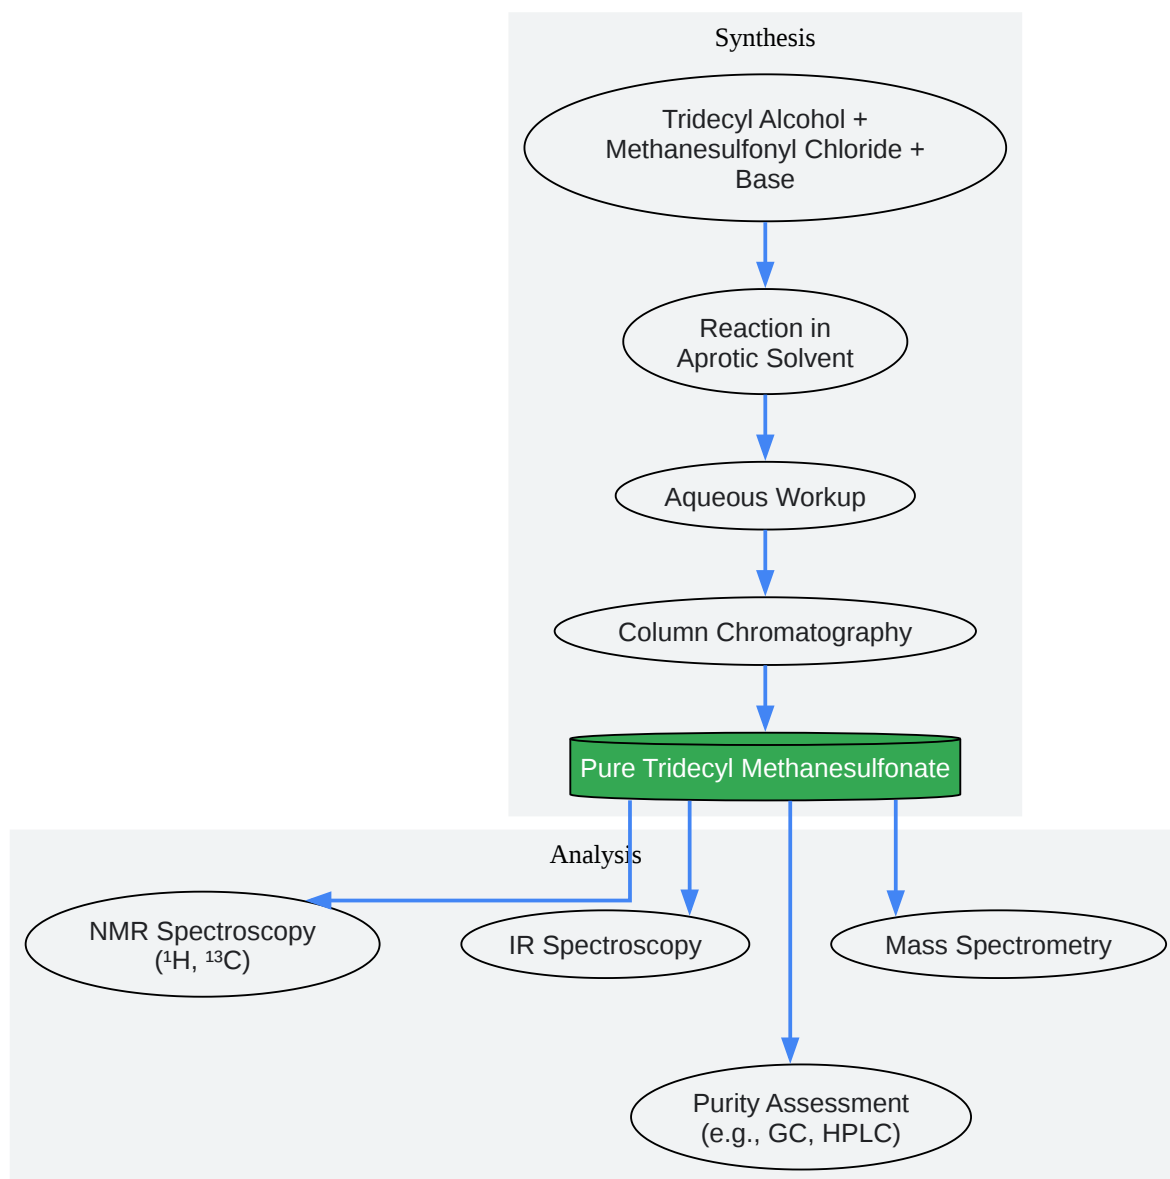 Synthesis
Tridecyl Alcohol +
Methanesulfonyl Chloride +
Base
Reaction in
Aprotic Solvent
Aqueous Workup
Column Chromatography
Pure Tridecyl Methanesulfonate
Analysis
NMR Spectroscopy
(¹H, ¹³C)
IR Spectroscopy
Mass Spectrometry
Purity Assessment
(e.g., GC, HPLC)